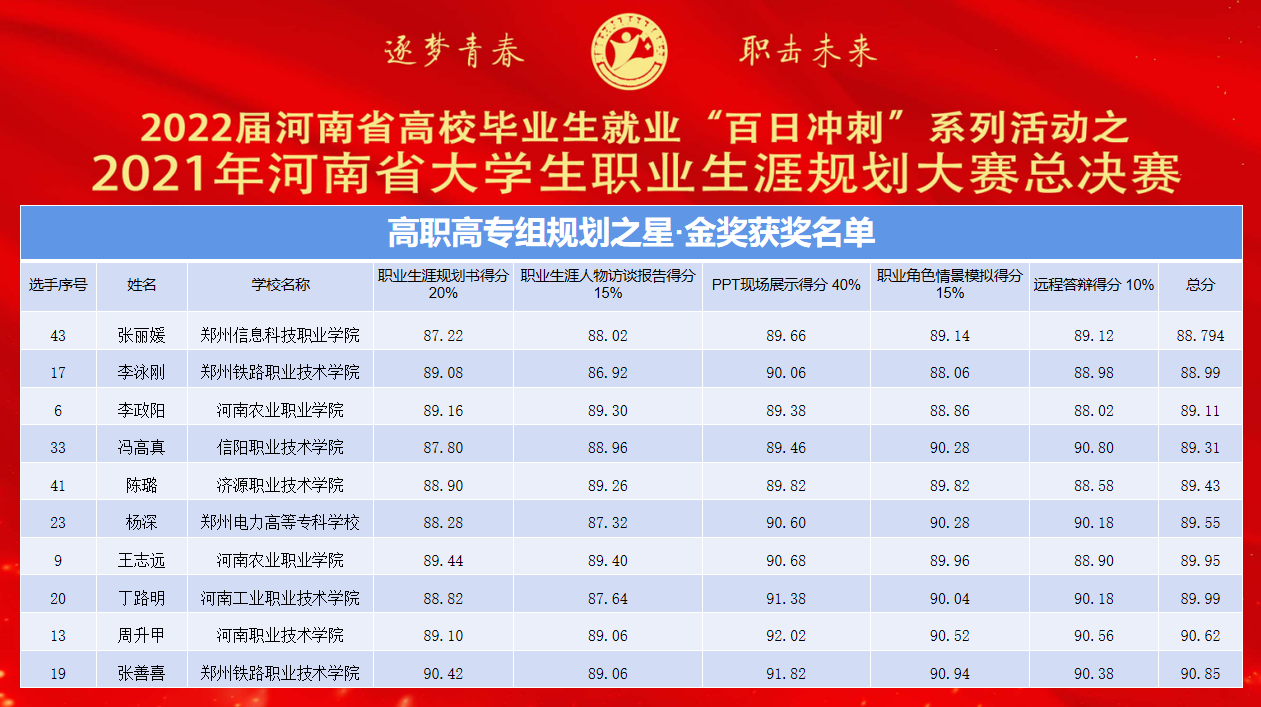 逐梦青春
职击未来
2022届河南省高校毕业生就业“百日冲刺”系列活动之
2021年河南省大学生职业生涯规划大赛总决赛
高职高专组规划之星·金奖获奖名单
选手序号 姓名 学校名称 职业生涯规划书得分 20% 职业生涯人物访谈报告得分 15% PPT现场展示得分 40% 职业角色情景模拟得分 15% 远程答辩得分 10% 总分
43 张丽媛 郑州信息科技职业学院 87.22 88.02 89.66 89.14 89.12 88.794
17 李泳刚 郑州铁路职业技术学院 89.08 86.92 90.06 88.06 88.98 88.99
6 李政阳 河南农业职业学院 89.16 89.30 89.38 88.86 88.02 89.11
33 冯高真 信阳职业技术学院 87.80 88.96 89.46 90.28 90.80 89.31
41 陈璐 济源职业技术学院 88.90 89.26 89.82 89.82 88.58 89.43
23 杨深 郑州电力高等专科学校 88.28 87.32 90.60 90.28 90.18 89.55
9 王志远 河南农业职业学院 89.44 89.40 90.68 89.96 88.90 89.95
20 丁路明 河南工业职业技术学院 88.82 87.64 91.38 90.04 90.18 89.99
13 周升甲 河南职业技术学院 89.10 89.06 92.02 90.52 90.56 90.62
19 张善喜 郑州铁路职业技术学院 90.42 89.06 91.82 90.94 90.38 90.85